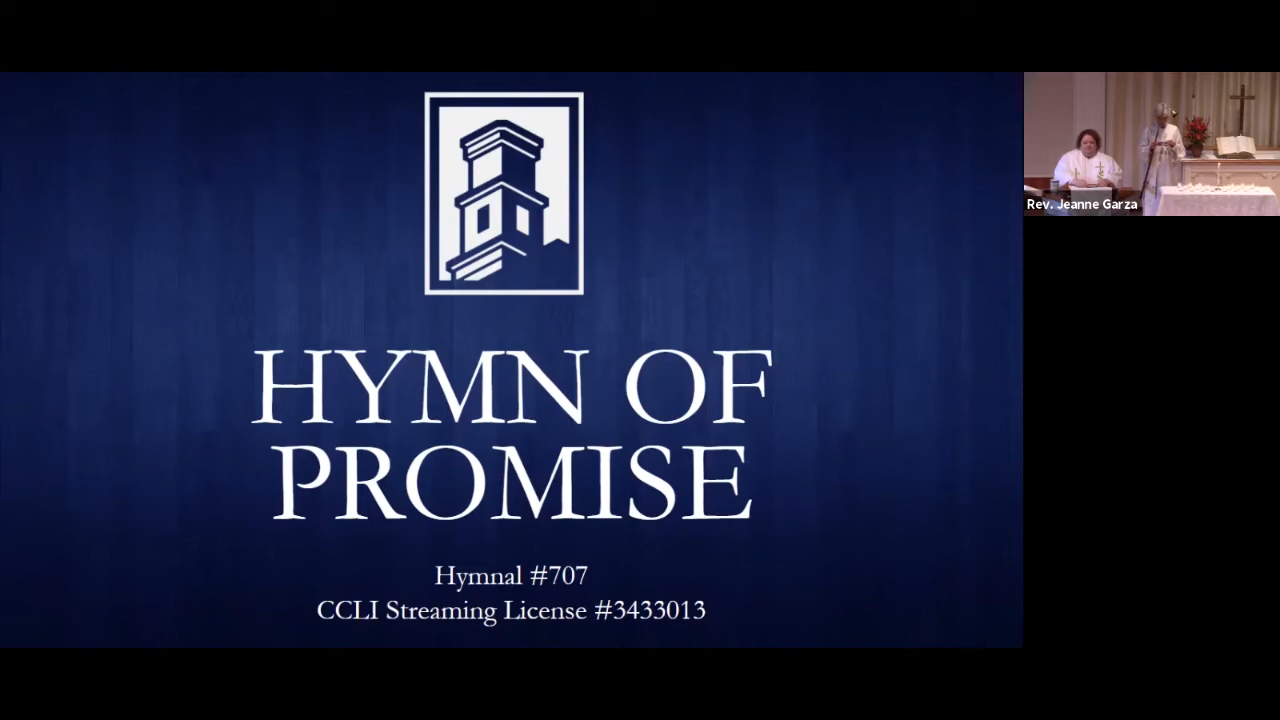 HYMN OF
PROMISE
Hymnal #707
CCLI Streaming License #3433013
Rev. Jeanne Garza